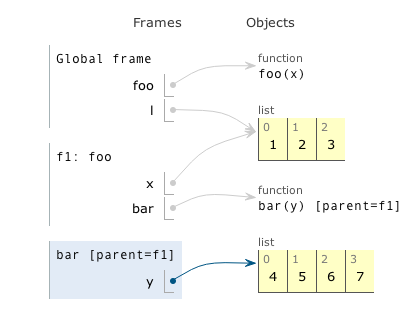 Frames Objects
Global frame
function
foo(x)
foo
l
list
0 1 2
1 2 3
f1: foo
x
bar
function
bar(y) [parent=f1]
bar [parent=f1]
list
0 1 2 3
4 5 6 7
y